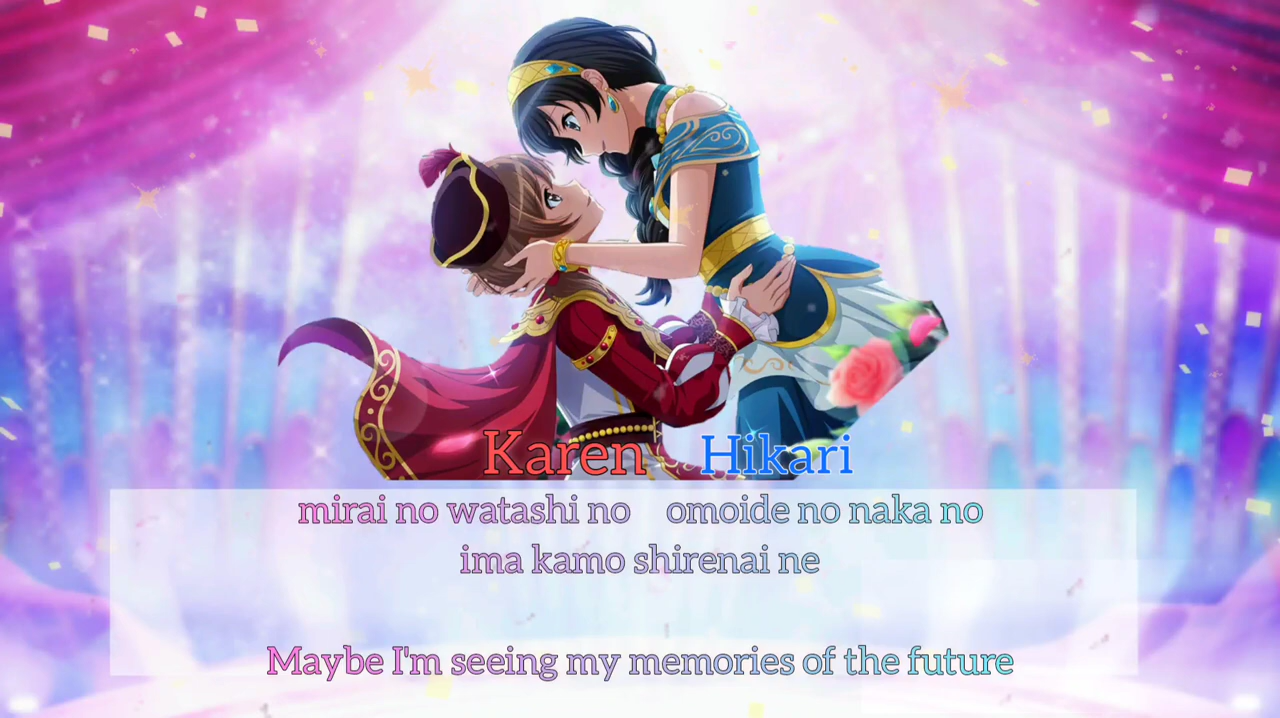 Karen Hikari
mirai no watashi no omoide no naka no
ima kamo shirenai ne
Maybe I'm seeing my memories of the future